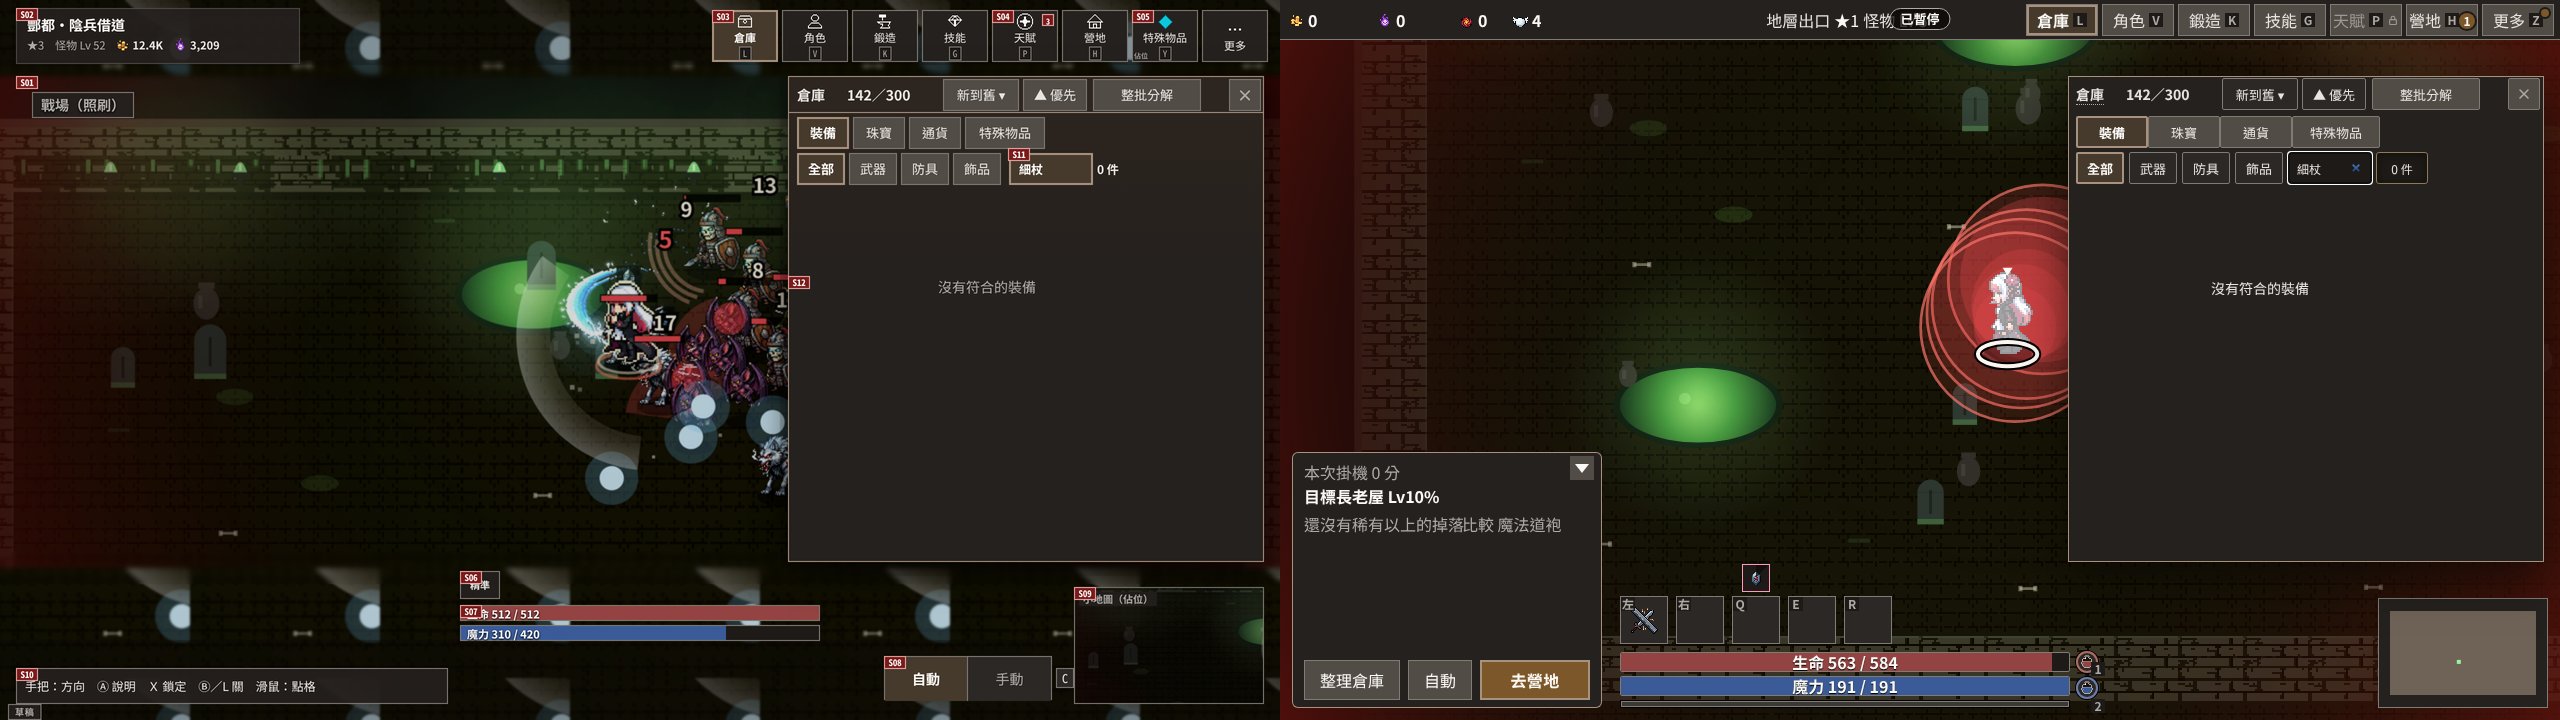 S02
酆都・陰兵借道
★3 怪物 Lv 52 12.4K 3,209
S01
戰場（照刷）
S03
倉庫
L
角色
V
鍛造
K
技能
G
S04
3
天賦
P
營地
H
S05
特殊物品
佔位
Y
…
更多
倉庫 142／300 新到舊▾ ▲優先 整批分解 ×
裝備 珠寶 通貨 特殊物品
全部 武器 防具 飾品 S11 細杖 0 件
S12
沒有符合的裝備
13
9
5
8
17
S06
精準
S07
命 512 / 512
魔力 310 / 420
S08
自動 手動 C
S09
小地圖（佔位）
S10
手把：方向 Ⓐ 說明 X 鎖定 Ⓑ／L 關 滑鼠：點格
草稿
0 0 0 4
地層出口 ★1 怪物
已暫停
倉庫 L 角色 V 鍛造 K 技能 G 天賦 P 營地 H 1 更多 Z
倉庫 142／300 新到舊▾ ▲優先 整批分解 ×
裝備 珠寶 通貨 特殊物品
全部 武器 防具 飾品 細杖 × 0 件
沒有符合的裝備
本次掛機 0 分
目標長老屋 Lv10%
還沒有稀有以上的掉落比較 魔法道袍
整理倉庫 自動 去營地
左 右 Q E R
生命 563 / 584
1
魔力 191 / 191
2